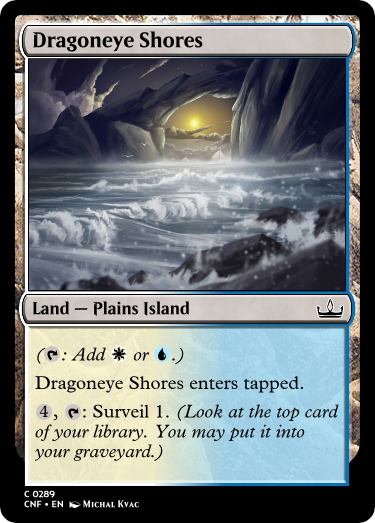 Dragoneye Shores
Land — Plains Island
(: Add or .)
Dragoneye Shores enters tapped.
4, : Surveil 1. (Look at the top card
of your library. You may put it into
your graveyard.)
C 0289
CNF • EN Michal Kvac